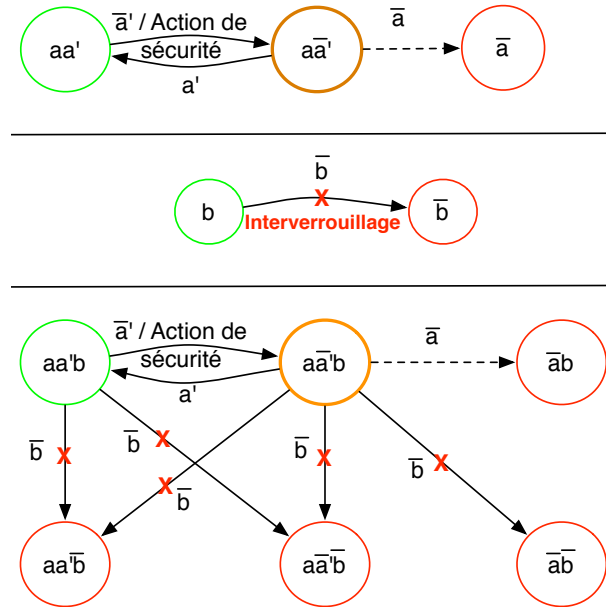 a̅' / Action de
sécurité
aa'
aa̅'
a̅
a̅
a'
b̅
b
b̅
X
Interverrouillage
a̅' / Action de
sécurité
aa'b
aa̅'b
a̅
a̅b
a'
b̅ X
b̅ X
X b̅
b̅ X
b̅ X
aa'b̅
aa̅'b̅
a̅b̅